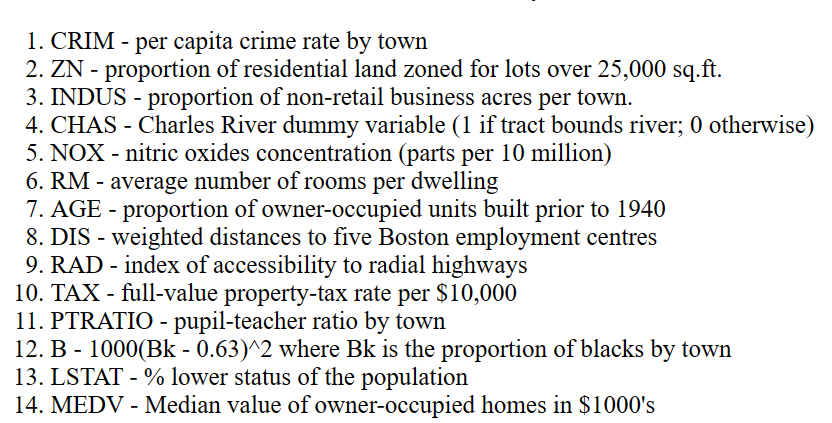 1. CRIM - per capita crime rate by town
2. ZN - proportion of residential land zoned for lots over 25,000 sq.ft.
3. INDUS - proportion of non-retail business acres per town.
4. CHAS - Charles River dummy variable (1 if tract bounds river; 0 otherwise)
5. NOX - nitric oxides concentration (parts per 10 million)
6. RM - average number of rooms per dwelling
7. AGE - proportion of owner-occupied units built prior to 1940
8. DIS - weighted distances to five Boston employment centres
9. RAD - index of accessibility to radial highways
10. TAX - full-value property-tax rate per $10,000
11. PTRATIO - pupil-teacher ratio by town
12. B - 1000(Bk - 0.63)^2 where Bk is the proportion of blacks by town
13. LSTAT - % lower status of the population
14. MEDV - Median value of owner-occupied homes in $1000's